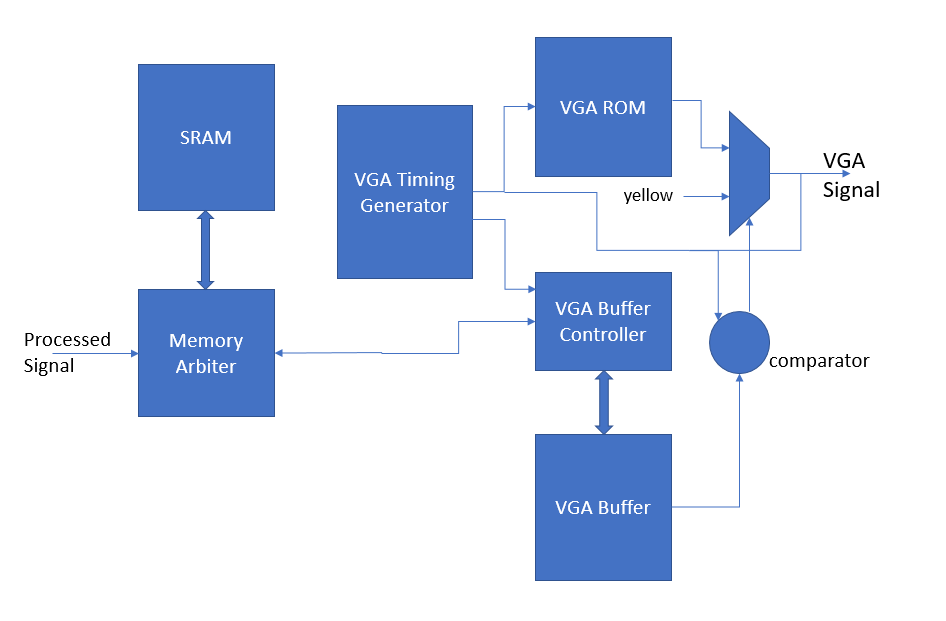 SRAM
VGA Timing
Generator
VGA ROM
yellow
VGA
Signal
Processed
Signal
Memory
Arbiter
VGA Buffer
Controller
comparator
VGA Buffer